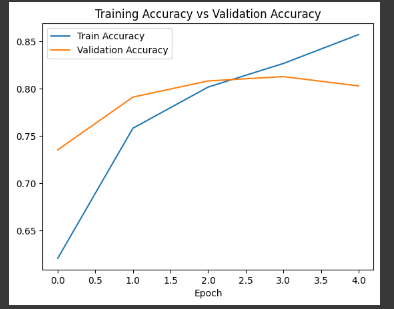 Training Accuracy vs Validation Accuracy
Train Accuracy
Validation Accuracy
0.85
0.80
0.75
0.70
0.65
0.0 0.5 1.0 1.5 2.0 2.5 3.0 3.5 4.0
Epoch